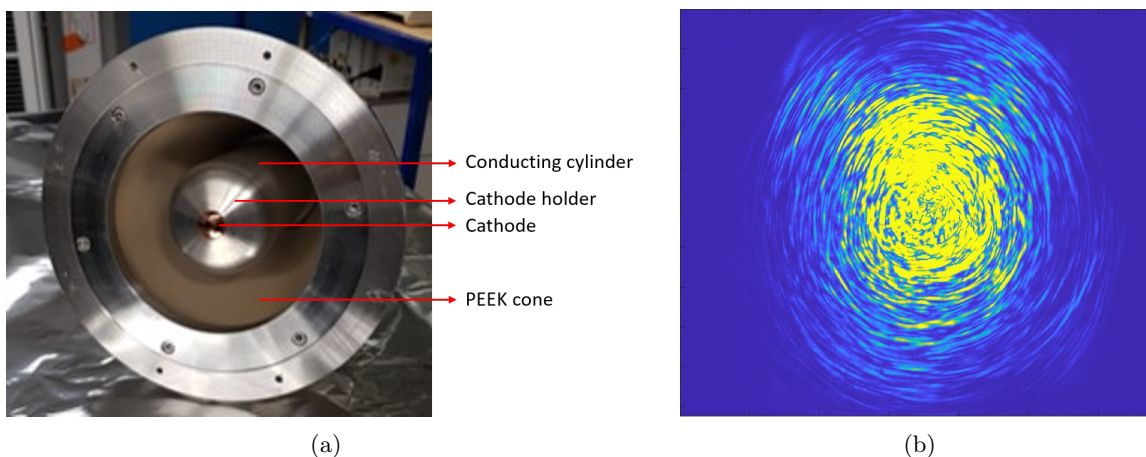 Conducting cylinder
Cathode holder
Cathode
PEEK cone
(a)
(b)